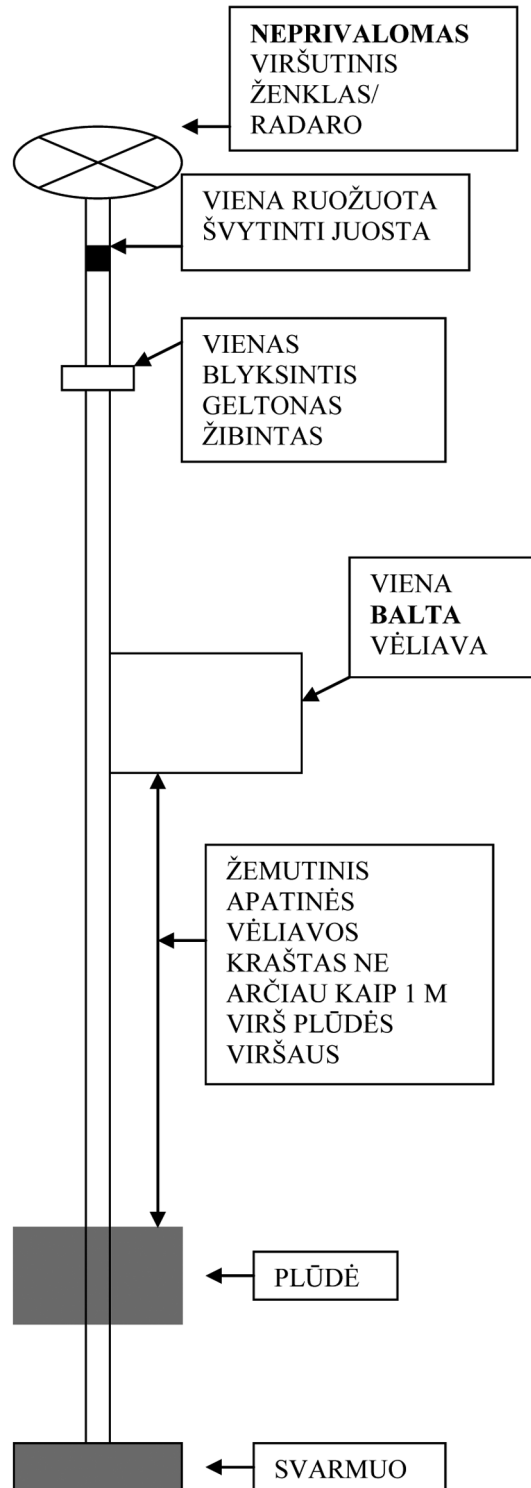 NEPRIVALOMAS
VIRŠUTINIS
ŽENKLAS/
RADARO
VIENA RUOŽUOTA
ŠVYTINTI JUOSTA
VIENAS
BLYKSINTIS
GELTONAS
ŽIBINTAS
VIENA
BALTA
VĖLIAVA
ŽEMUTINIS
APATINĖS
VĖLIAVOS
KRAŠTAS NE
ARČIAU KAIP 1 M
VIRŠ PLŪDĖS
VIRŠAUS
PLŪDĖ
SVARMUO